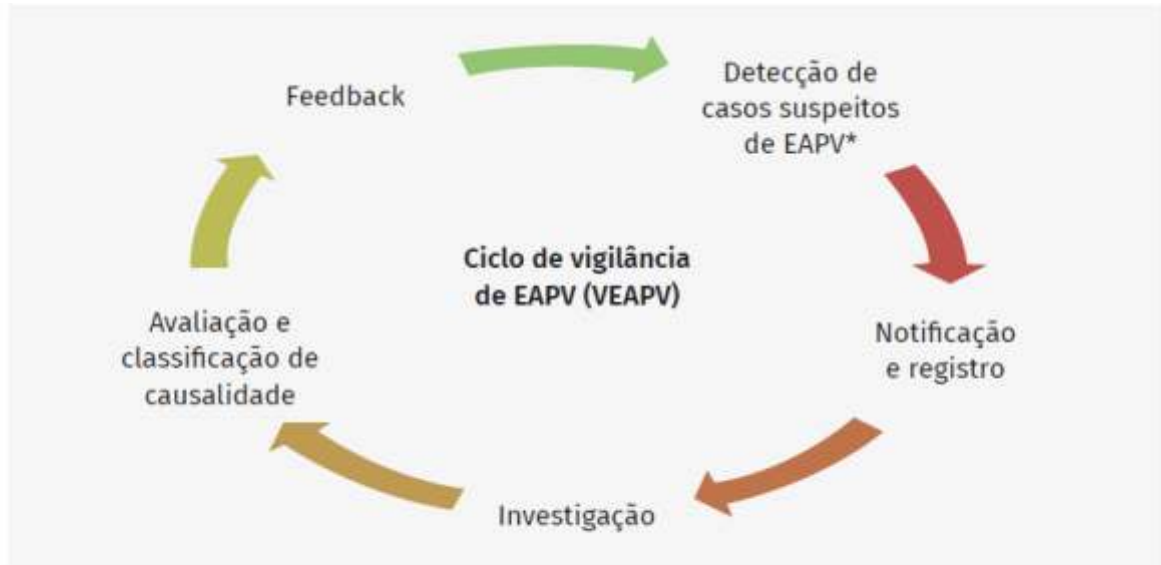 Feedback
Detecção de
casos suspeitos
de EAPV*
Ciclo de vigilância
de EAPV (VEAPV)
Avaliação e
classificação de
causalidade
Notificação
e registro
Investigação